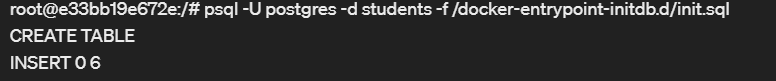 root@e33bb19e672e:/# psql -U postgres -d students -f /docker-entrypoint-initdb.d/init.sql
CREATE TABLE
INSERT 0 6